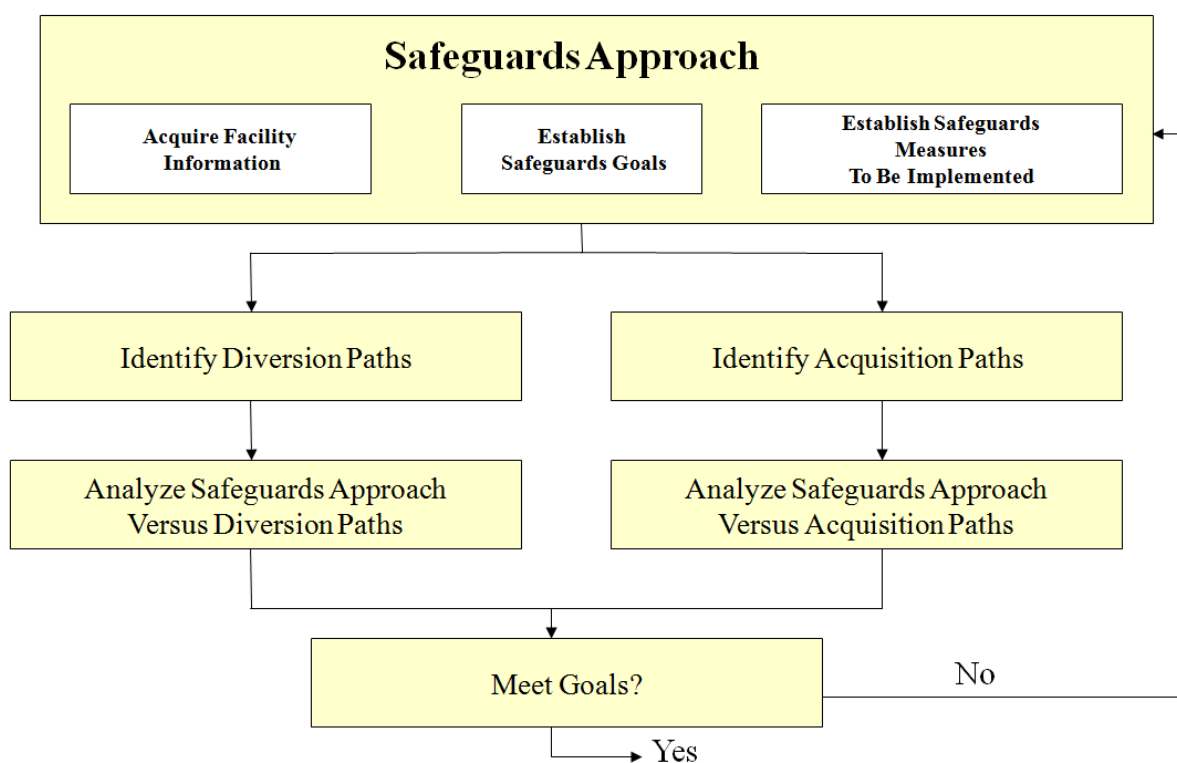 Safeguards Approach
Acquire Facility
Information
Establish
Safeguards Goals
Establish Safeguards
Measures
To Be Implemented
Identify Diversion Paths
Identify Acquisition Paths
Analyze Safeguards Approach
Versus Diversion Paths
Analyze Safeguards Approach
Versus Acquisition Paths
Meet Goals?
No
Yes